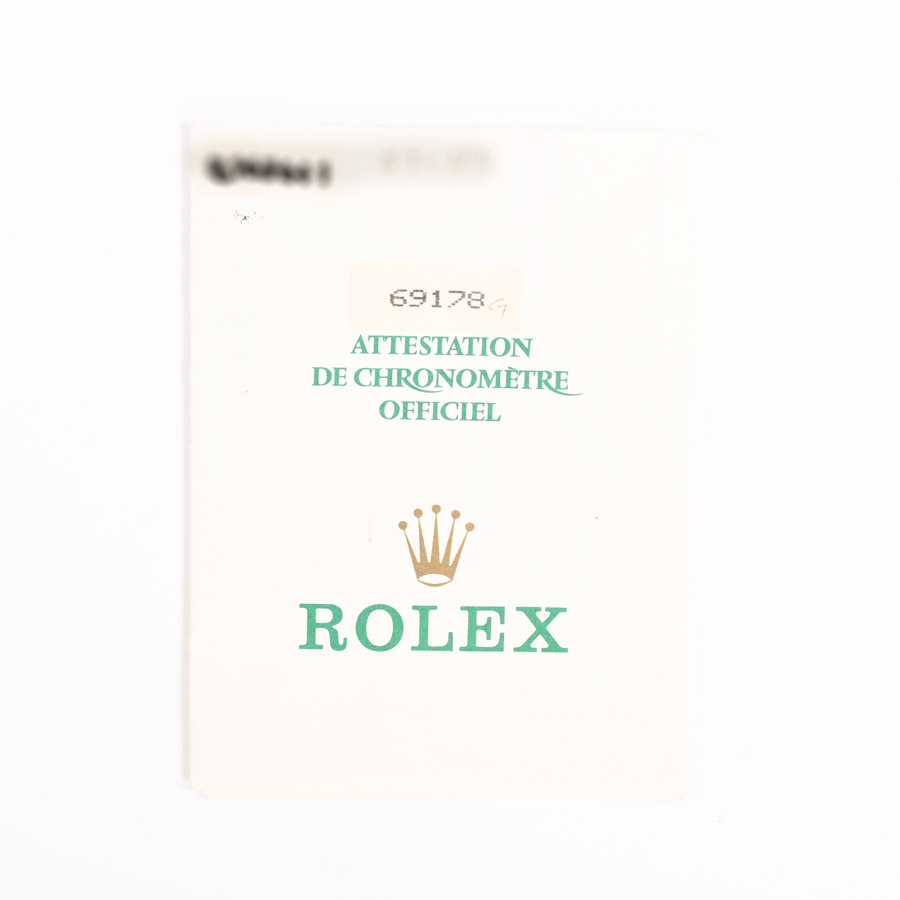 69178G
ATTESTATION
DE CHRONOMÈTRE
OFFICIEL
ROLEX